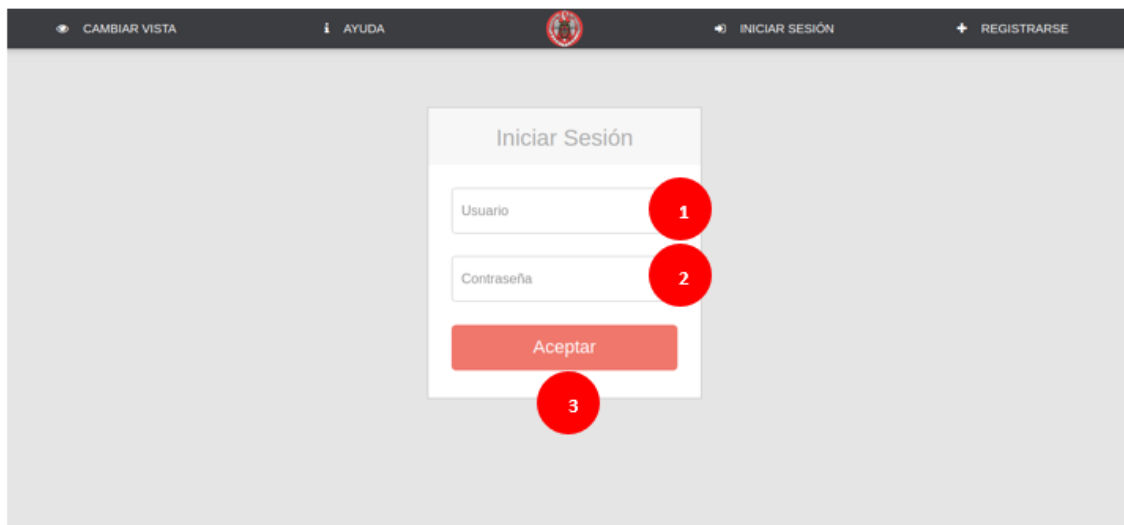 CAMBIAR VISTA
AYUDA
INICIAR SESIÓN
REGISTRARSE
Iniciar Sesión
Usuario
1
Contraseña
2
Aceptar
3